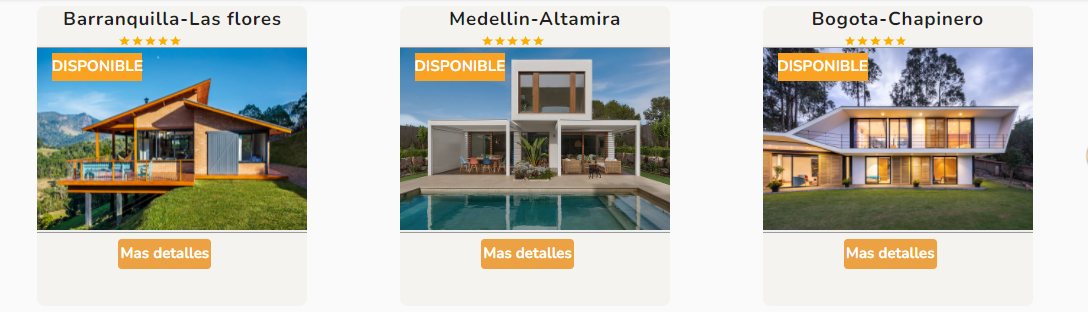 Barranquilla-Las flores
Medellin-Altamira
Bogota-Chapinero
DISPONIBLE
DISPONIBLE
DISPONIBLE
Mas detalles
Mas detalles
Mas detalles